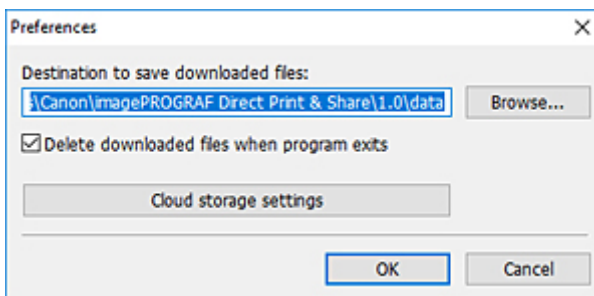 Preferences
Destination to save downloaded files:
\Canon\imagePROGRAF Direct Print & Share\1.0\data
Browse...
Delete downloaded files when program exits
Cloud storage settings
OK
Cancel